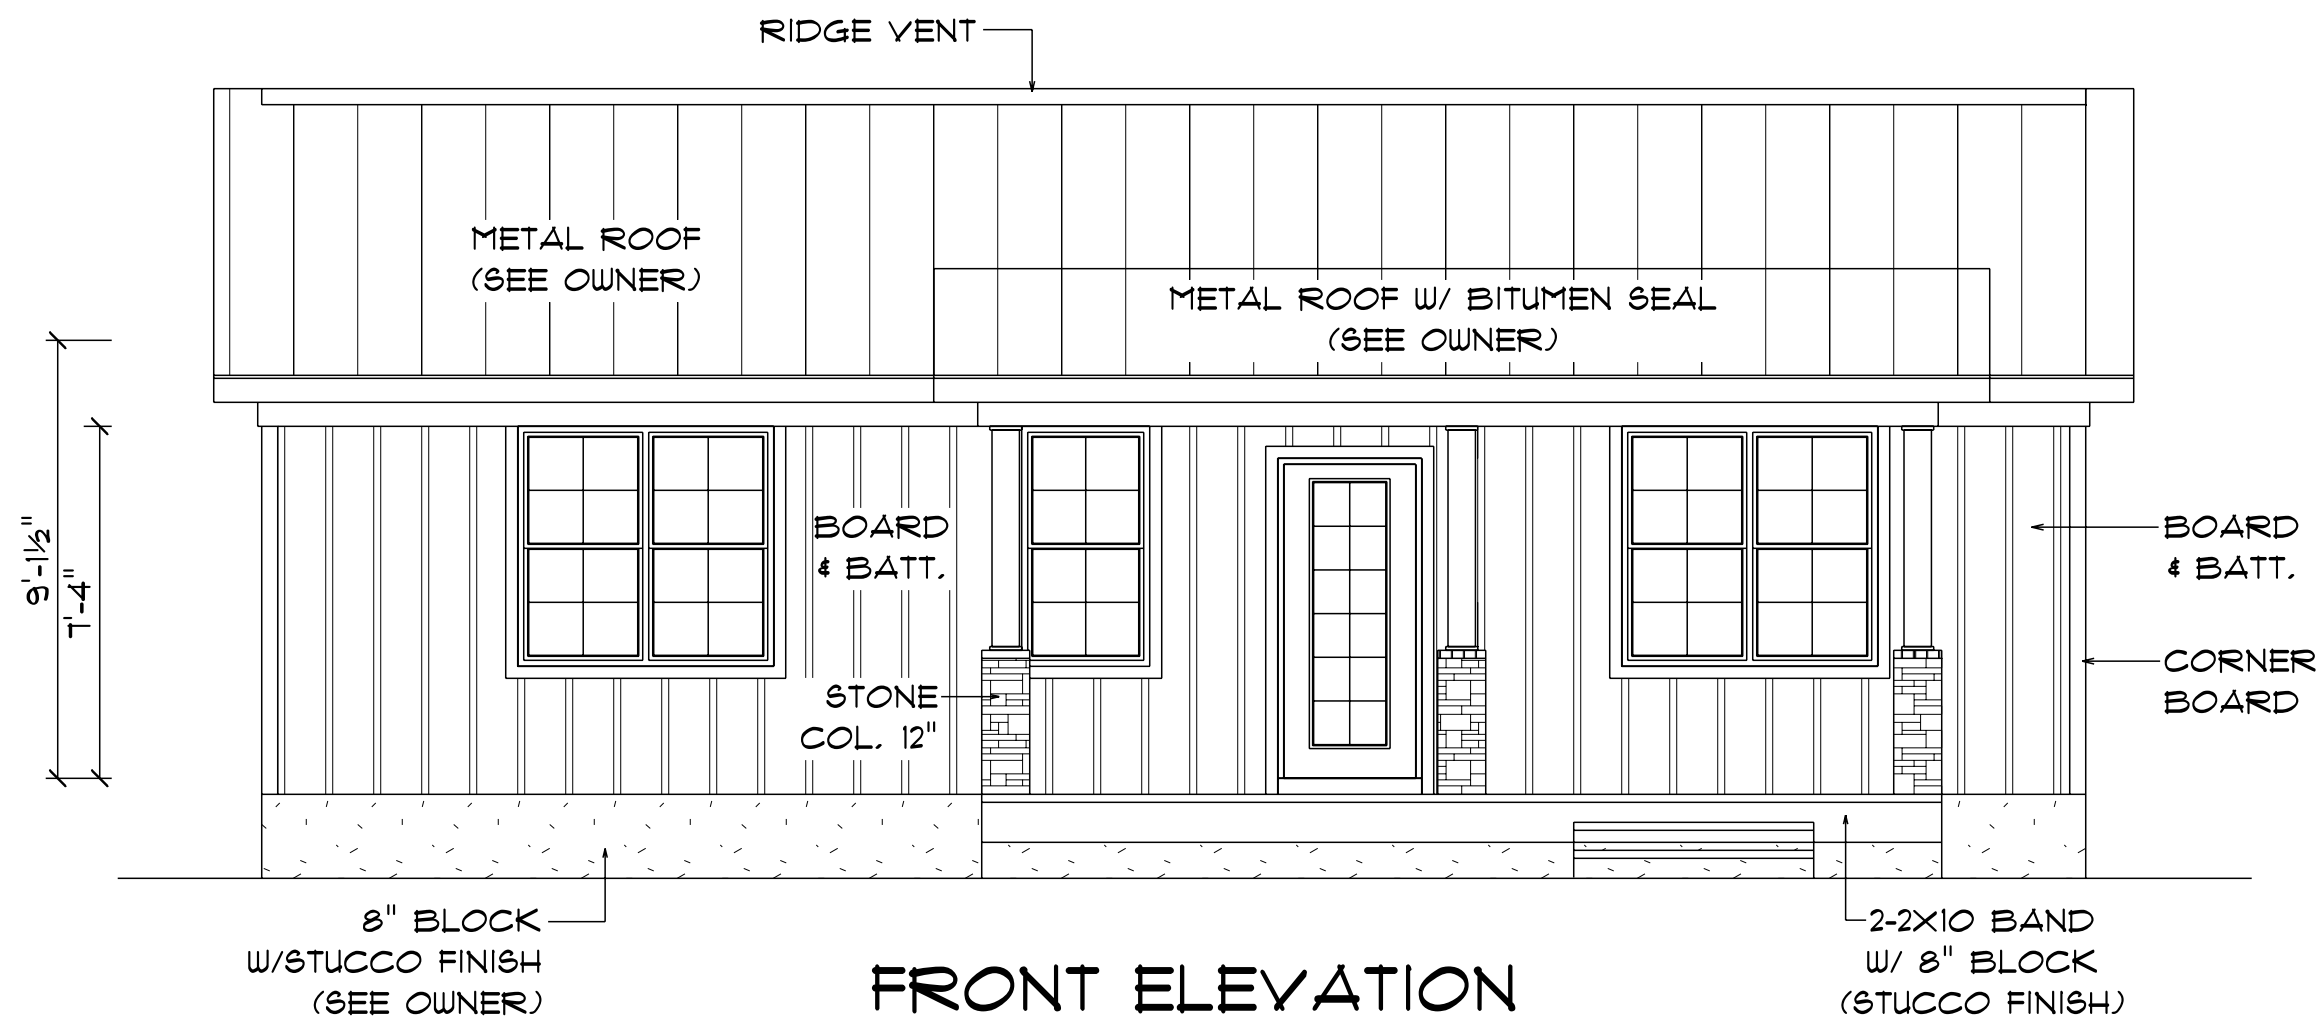 RIDGE VENT
METAL ROOF
(SEE OWNER)
METAL ROOF W/ BITUMEN SEAL
(SEE OWNER)
9'-1½"
7'-4"
BOARD
& BATT.
BOARD
& BATT.
STONE
COL. 12"
CORNER
BOARD
8" BLOCK
W/STUCCO FINISH
(SEE OWNER)
2-2X10 BAND
W/ 8" BLOCK
(STUCCO FINISH)
FRONT ELEVATION